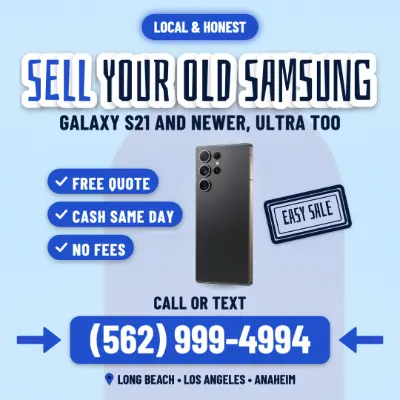 LOCAL & HONEST
SELL YOUR OLD SAMSUNG
GALAXY S21 AND NEWER, ULTRA TOO
FREE QUOTE
CASH SAME DAY
NO FEES
EASY SALE
CALL OR TEXT
(562) 999-4994
LONG BEACH • LOS ANGELES • ANAHEIM